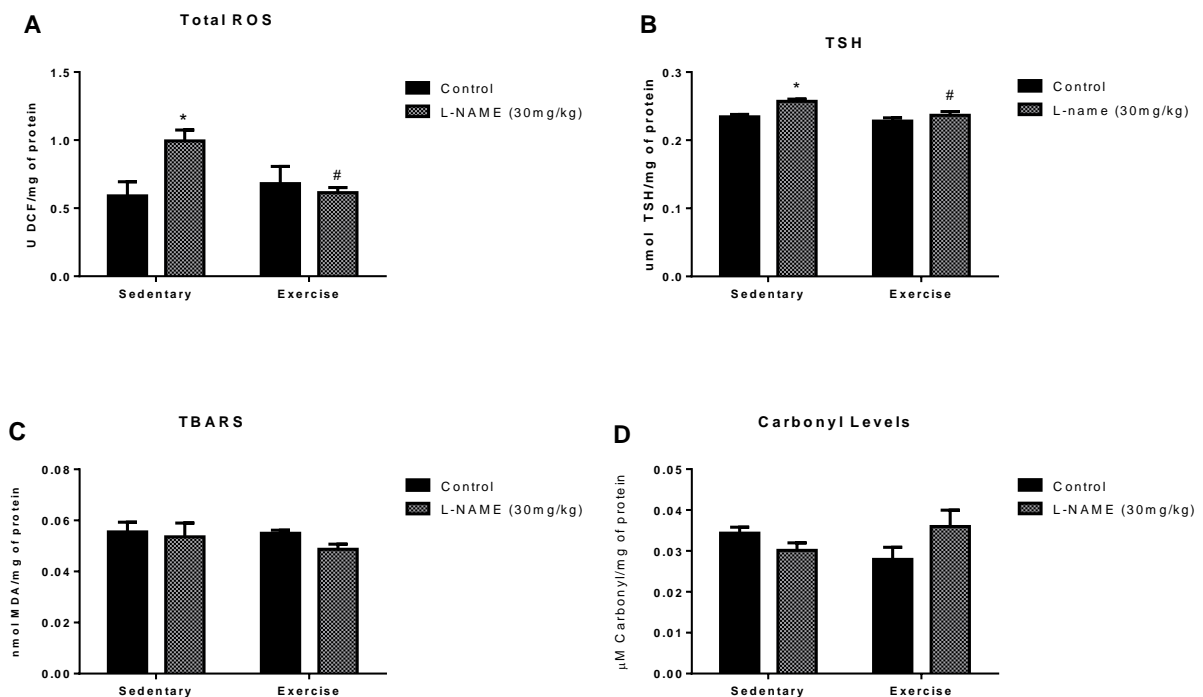 A
Total ROS
U DCF/mg of protein
1.5
1.0
0.5
0.0
*
#
Sedentary
Exercise
Control
L-NAME (30mg/kg)
B
TSH
umol TSH/mg of protein
0.3
0.2
0.1
0.0
*
#
Sedentary
Exercise
Control
L-name (30mg/kg)
C
TBARS
nmol MDA/mg of protein
0.08
0.06
0.04
0.02
0.00
Sedentary
Exercise
Control
L-NAME (30mg/kg)
D
Carbonyl Levels
μM Carbonyl/mg of protein
0.05
0.04
0.03
0.02
0.01
0.00
Sedentary
Exercise
Control
L-NAME (30mg/kg)